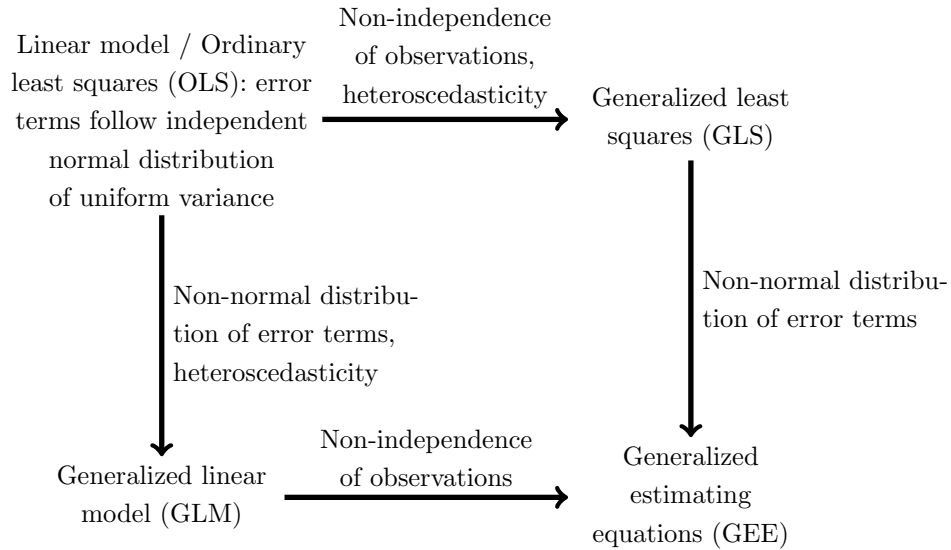 Linear model / Ordinary
least squares (OLS): error
terms follow independent
normal distribution
of uniform variance
Non-independence
of observations,
heteroscedasticity
Generalized least
squares (GLS)
Non-normal distribu-
tion of error terms,
heteroscedasticity
Non-normal distribu-
tion of error terms
Generalized linear
model (GLM)
Non-independence
of observations
Generalized
estimating
equations (GEE)